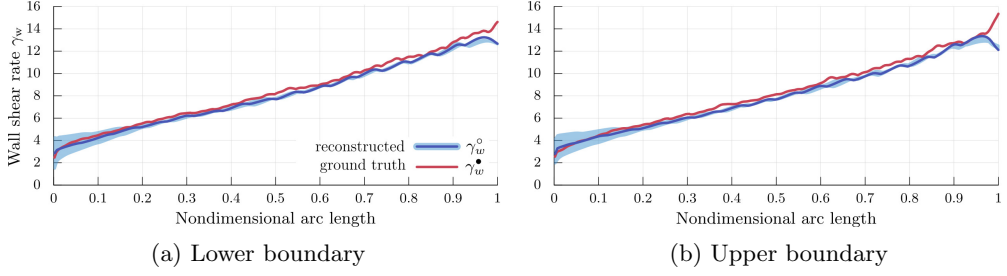 Wall shear rate γw
16
14
12
10
8
6
4
2
0
0 0.1 0.2 0.3 0.4 0.5 0.6 0.7 0.8 0.9 1
Nondimensional arc length
reconstructed γ°w
ground truth γ•w
(a) Lower boundary
16
14
12
10
8
6
4
2
0
0 0.1 0.2 0.3 0.4 0.5 0.6 0.7 0.8 0.9 1
Nondimensional arc length
(b) Upper boundary